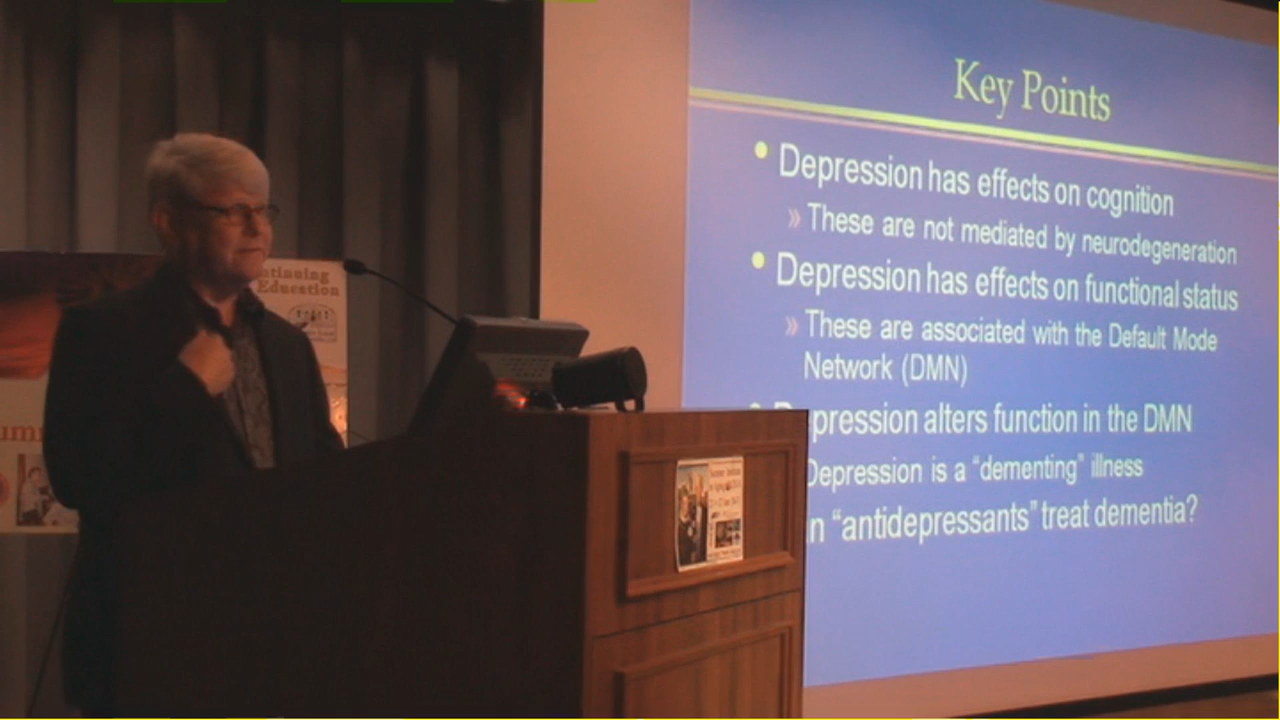 Key Points
Depression has effects on cognition
» These are not mediated by neurodegeneration
Depression has effects on functional status
» These are associated with the Default Mode
Network (DMN)
pression alters function in the DMN
Depression is a “dementing” illness
n “antidepressants” treat dementia?
ntinuing
Education